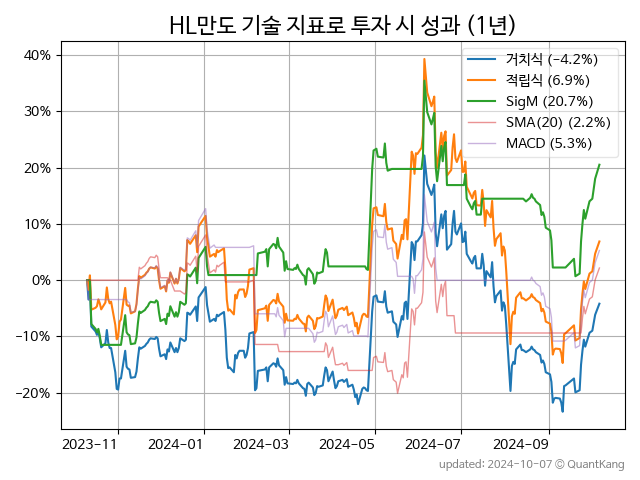 HL만도 기술 지표로 투자 시 성과 (1년)
거치식 (−4.2%)
적립식 (6.9%)
SigM (20.7%)
SMA(20) (2.2%)
MACD (5.3%)
40%
30%
20%
10%
0%
−10%
−20%
2023-11
2024-01
2024-03
2024-05
2024-07
2024-09
updated: 2024-10-07 © QuantKang